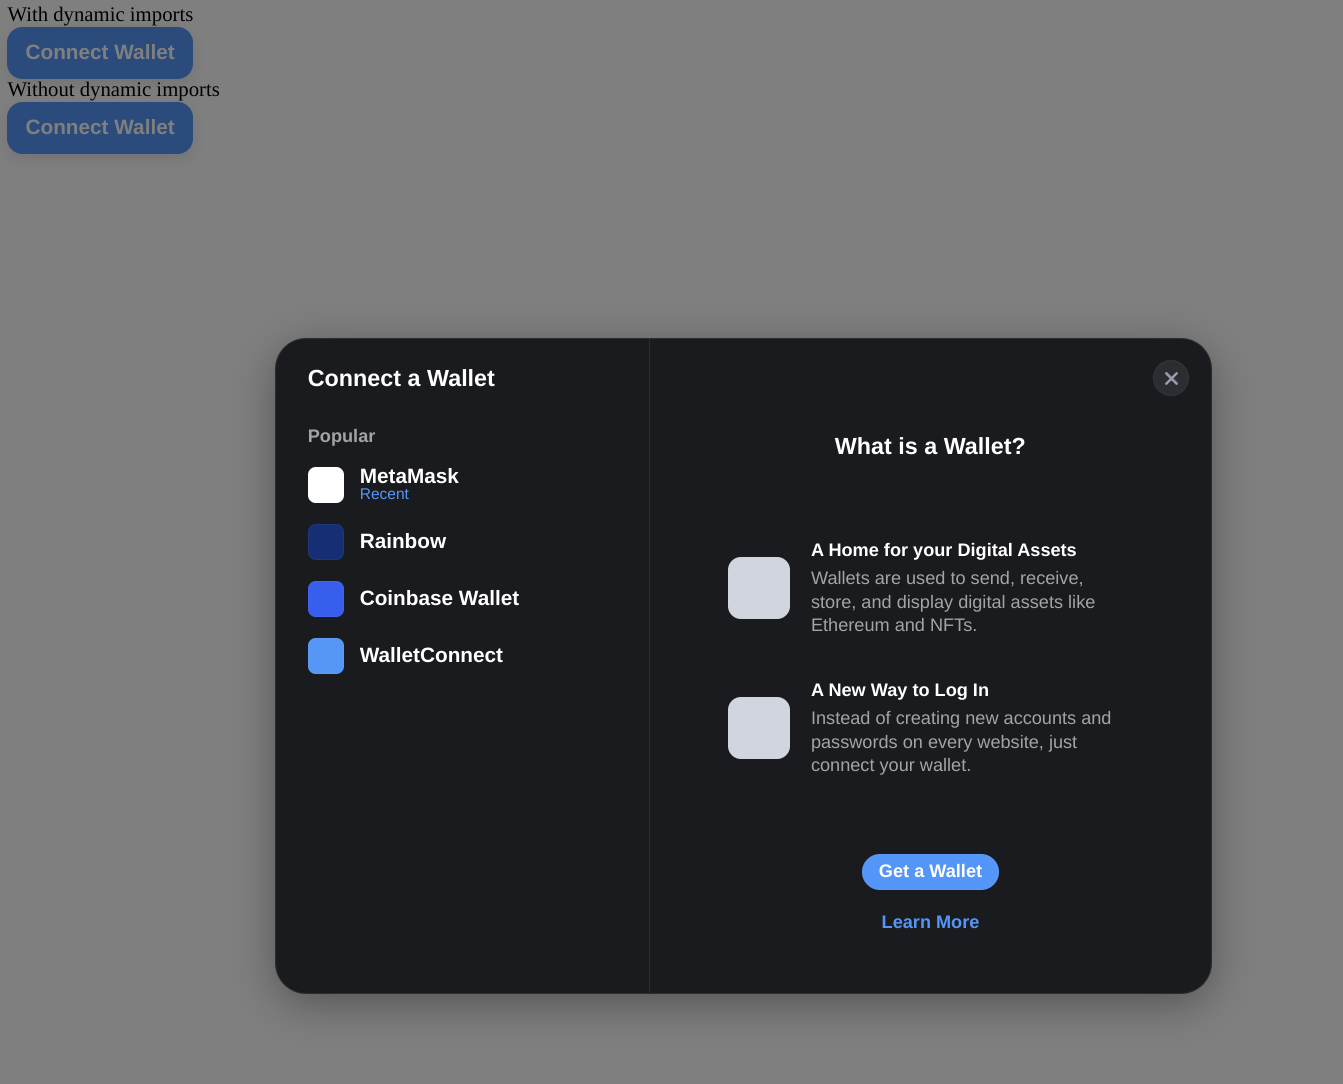 With dynamic imports
Connect Wallet
Without dynamic imports
Connect Wallet
Connect a Wallet
Popular
MetaMask
Recent
Rainbow
Coinbase Wallet
WalletConnect
What is a Wallet?
A Home for your Digital Assets
Wallets are used to send, receive,
store, and display digital assets like
Ethereum and NFTs.
A New Way to Log In
Instead of creating new accounts and
passwords on every website, just
connect your wallet.
Get a Wallet
Learn More